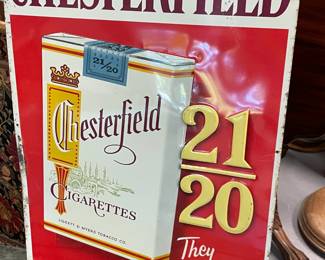 CHESTERFIELD
21/20
Chesterfield
CIGARETTES
LIGGETT & MYERS TOBACCO CO.
21
20
They